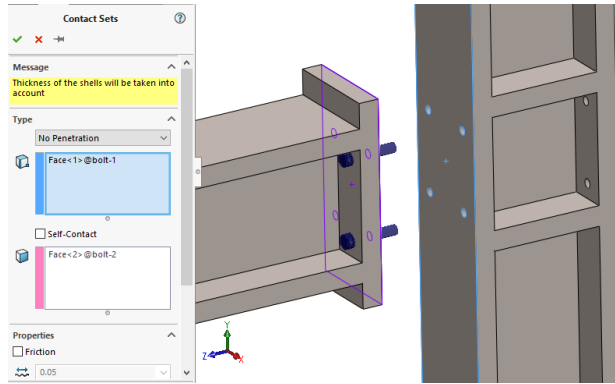 Contact Sets
Message
Thickness of the shells will be taken into
account
Type
No Penetration
Face<1>@bolt-1
Self-Contact
Face<2>@bolt-2
Properties
Friction
0.05
Y
Z
X